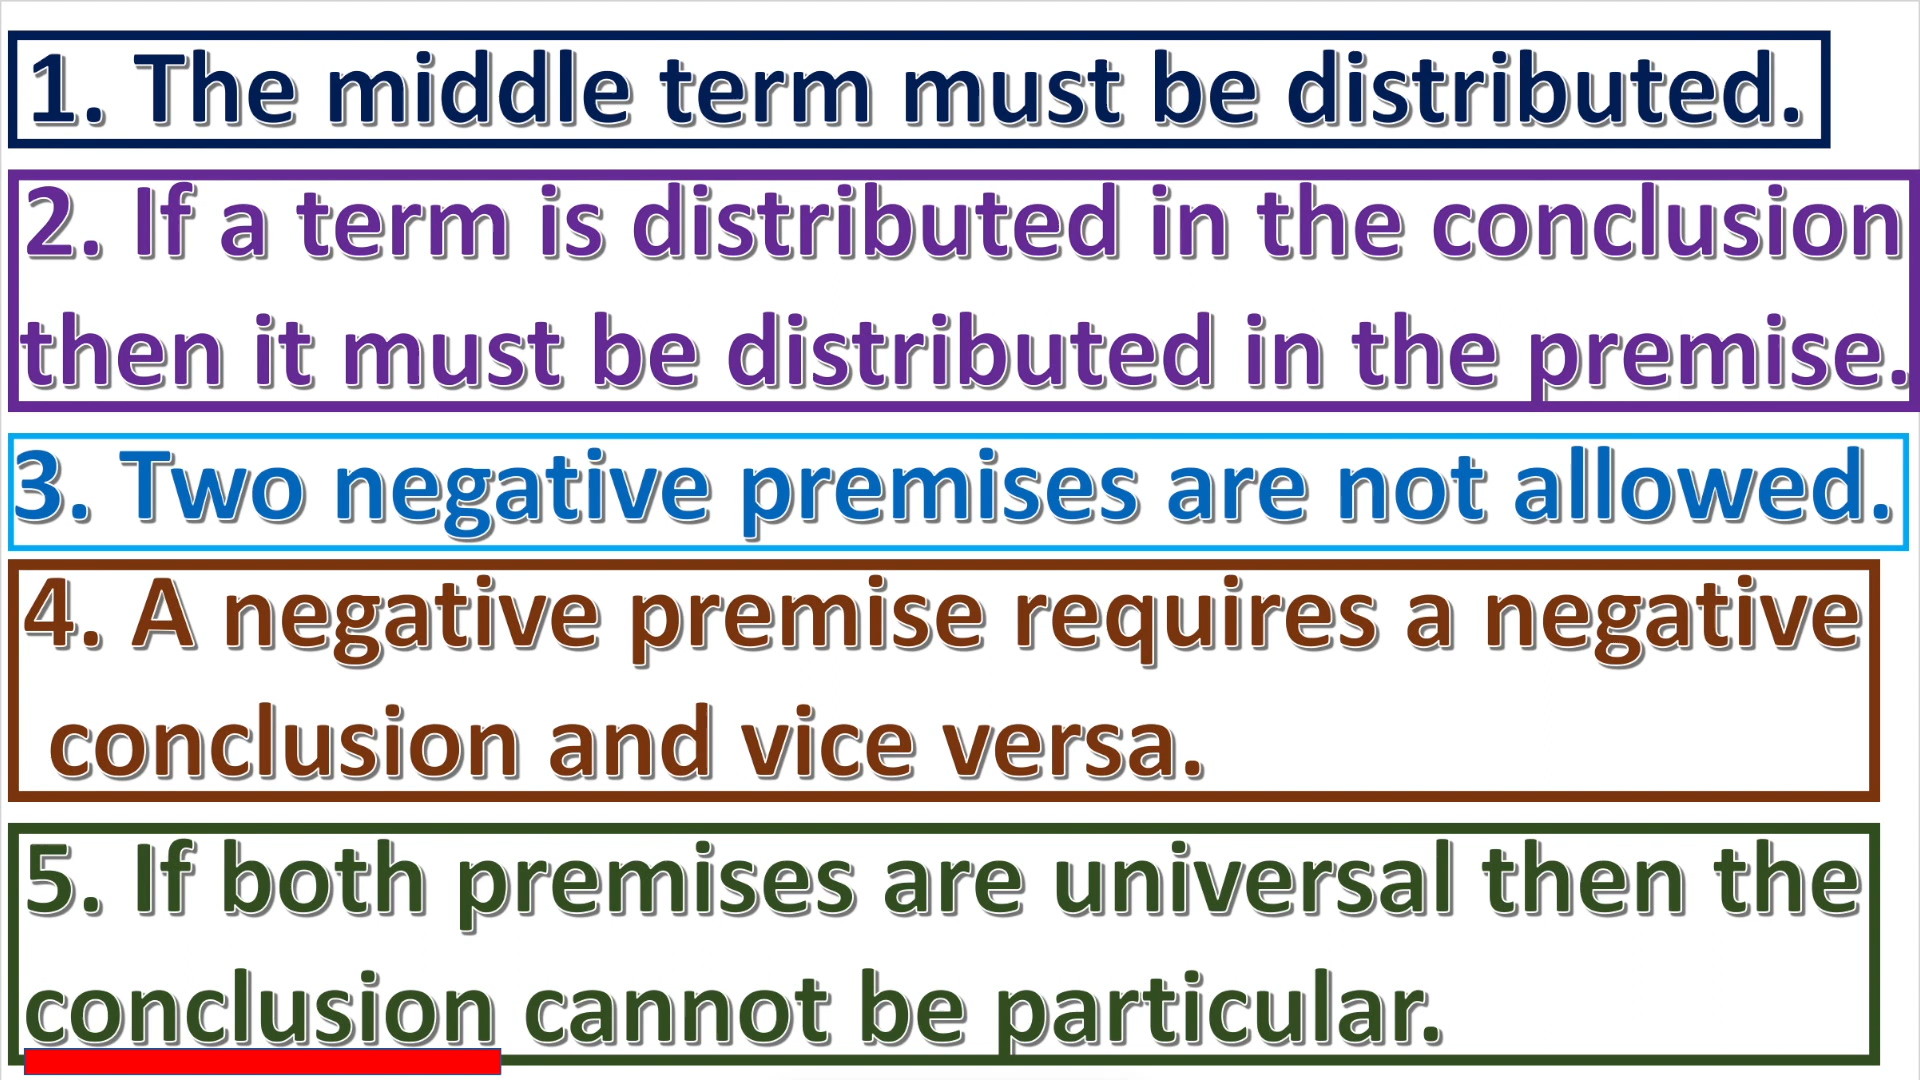 1. The middle term must be distributed.
2. If a term is distributed in the conclusion
then it must be distributed in the premise.
3. Two negative premises are not allowed.
4. A negative premise requires a negative
conclusion and vice versa.
5. If both premises are universal then the
conclusion cannot be particular.